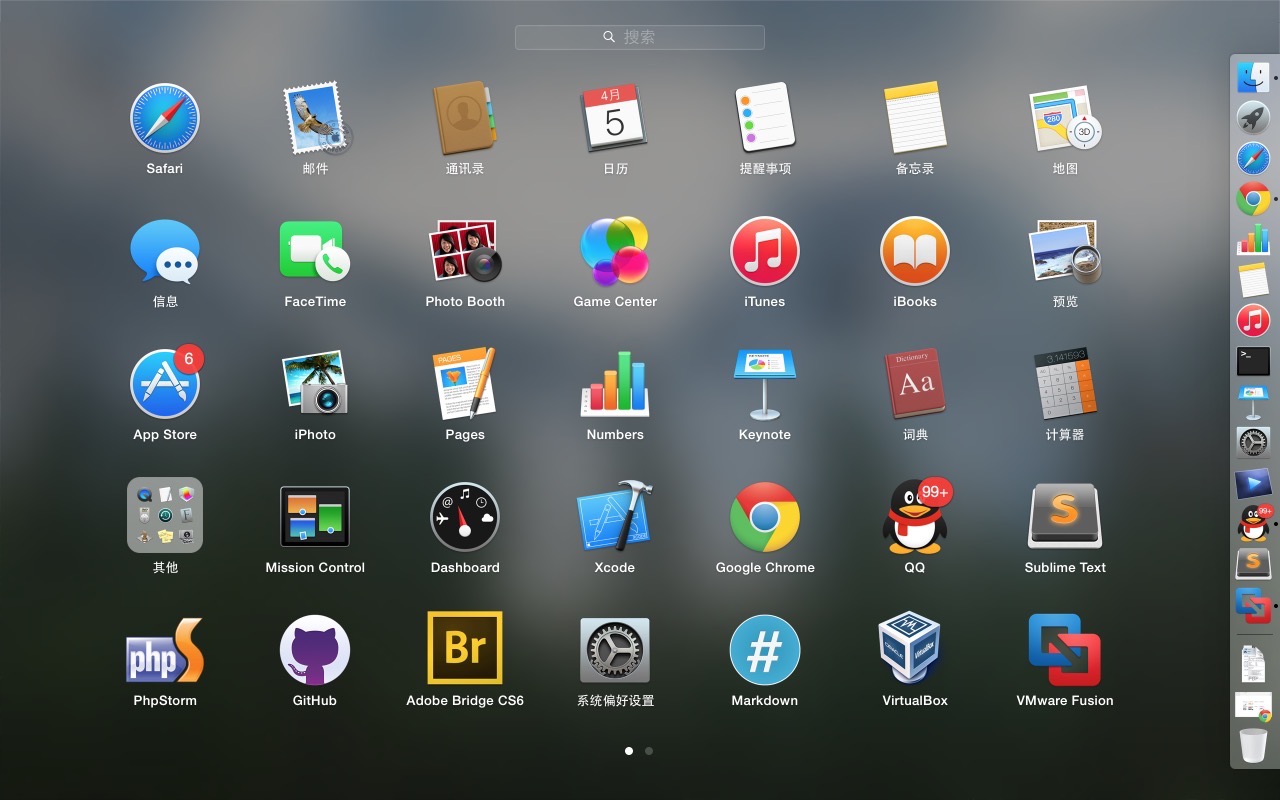 搜索
Safari
邮件
通讯录
4月
5
日历
提醒事项
备忘录
280
3D
地图
信息
FaceTime
Photo Booth
Game Center
iTunes
iBooks
预览
6
App Store
iPhoto
PAGES
Pages
Numbers
KEYNOTE
Keynote
Dictionary
Aa
词典
3.141593
计算器
其他
Mission Control
@
Dashboard
Xcode
Google Chrome
99+
QQ
S
Sublime Text
php
PhpStorm
GitHub
Br
Adobe Bridge CS6
系统偏好设置
#
Markdown
ORACLE
VirtualBox
VirtualBox
VMware Fusion
>_
99+
S
PHP